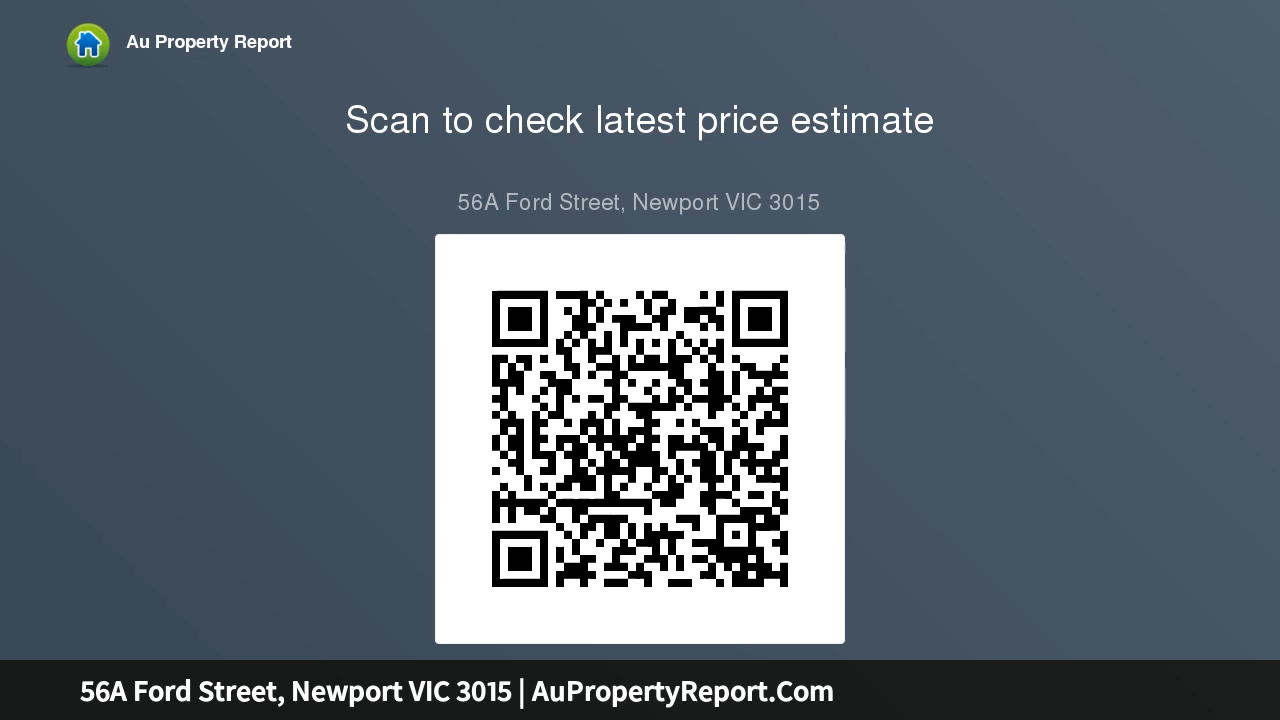 Au Property Report
Scan to check latest price estimate
56A Ford Street, Newport VIC 3015
56A Ford Street, Newport VIC 3015 | AuPropertyReport.Com